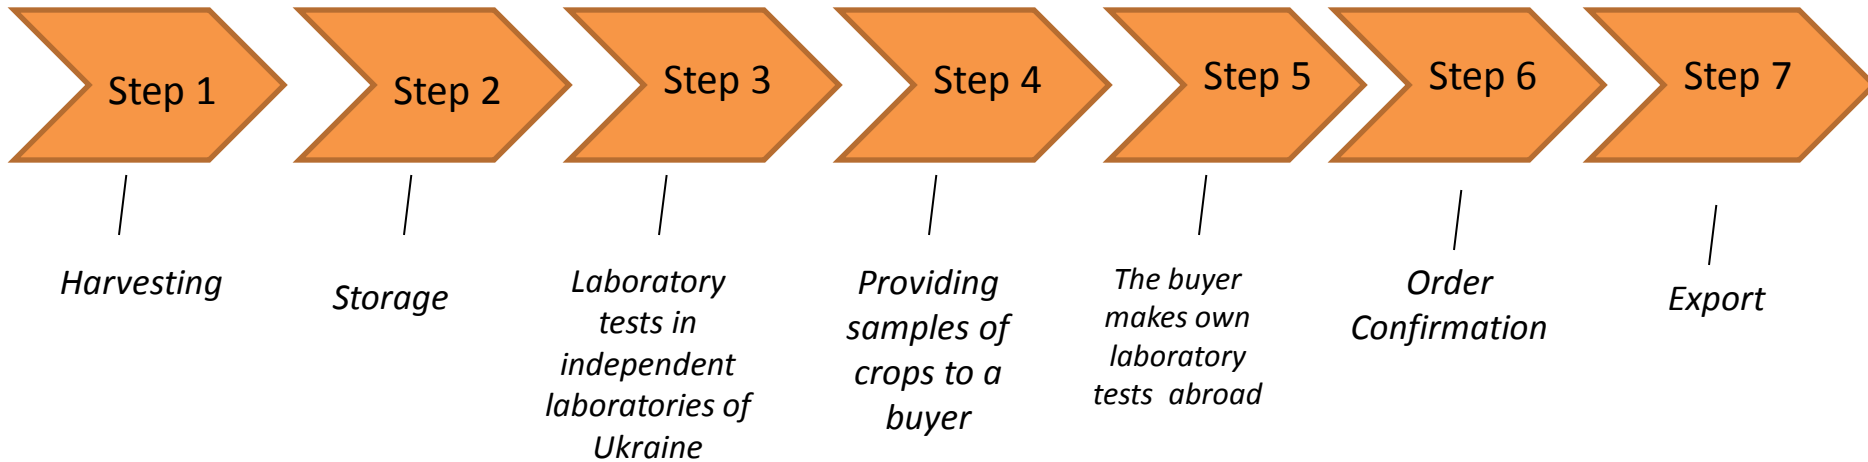 Step 1
Step 2
Step 3
Step 4
Step 5
Step 6
Step 7
Harvesting
Storage
Laboratory
tests in
independent
laboratories of
Ukraine
Providing
samples of
crops to a
buyer
The buyer
makes own
laboratory
tests abroad
Order
Confirmation
Export